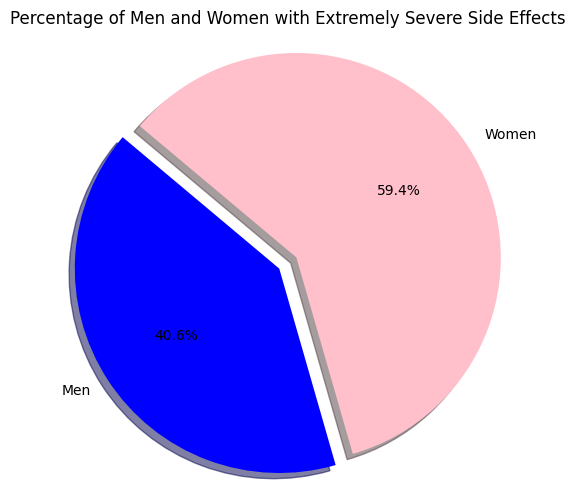 Percentage of Men and Women with Extremely Severe Side Effects
Women
59.4%
40.6%
Men